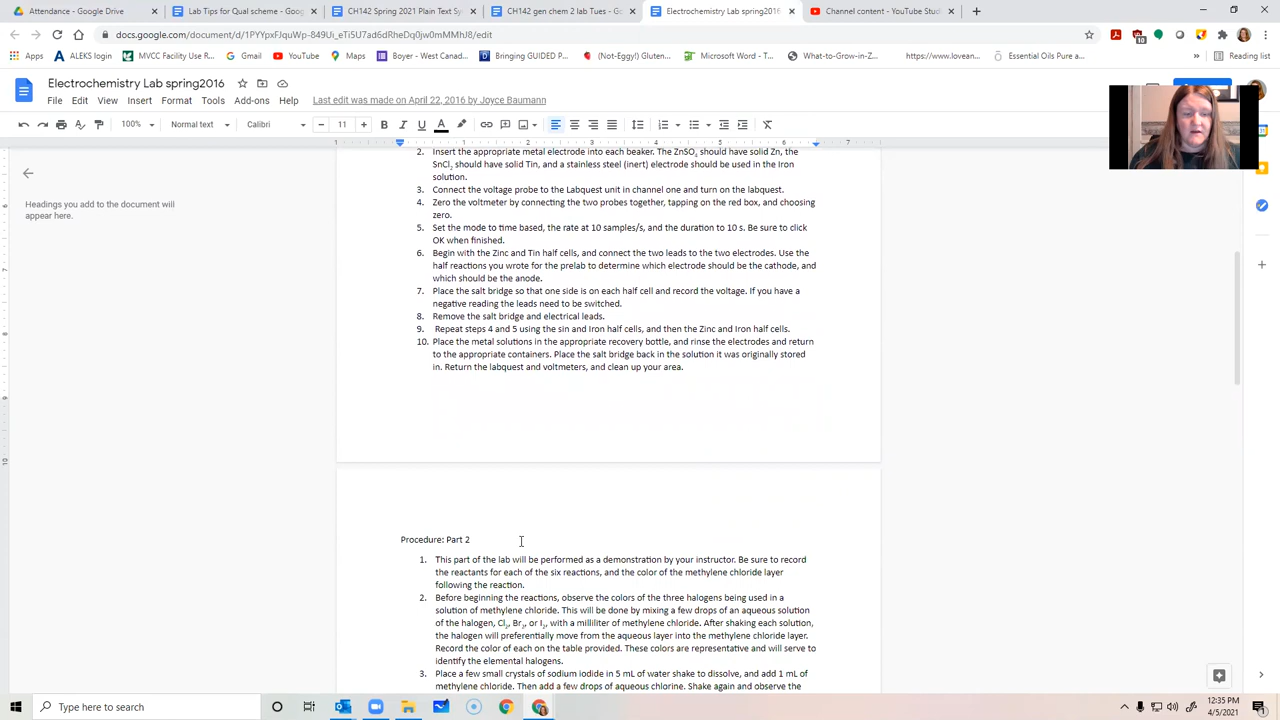 Attendance - Google Drive
Lab Tips for Qual scheme - Goo
CH142 Spring 2021 Plain Text Sy
CH142 gen chem 2 lab Tues - Go
Electrochemistry Lab spring2016
Channel content - YouTube Stud
docs.google.com/document/d/1PYYpxFJquWp-849Ui_eTi5U7ad6dRheDq0jw0mMMhJ8/edit
Apps
ALEKS login
MVCC Facility Use R...
Gmail
YouTube
Maps
Boyer - West Canad...
Bringing GUIDED P...
(Not-Eggy!) Gluten...
Microsoft Word - T...
What-to-Grow-in-Z...
https://www.lovean...
Essential Oils Pure a...
Reading list
Electrochemistry Lab spring2016
File Edit View Insert Format Tools Add-ons Help Last edit was made on April 22, 2016 by Joyce Baumann
100% Normal text Calibri 11
Headings you add to the document will
appear here.
2. Insert the appropriate metal electrode into each beaker. The ZnSO4 should have solid Zn, the
SnCl2 should have solid Tin, and a stainless steel (inert) electrode should be used in the Iron
solution.
3. Connect the voltage probe to the Labquest unit in channel one and turn on the labquest.
4. Zero the voltmeter by connecting the two probes together, tapping on the red box, and choosing
zero.
5. Set the mode to time based, the rate at 10 samples/s, and the duration to 10 s. Be sure to click
OK when finished.
6. Begin with the Zinc and Tin half cells, and connect the two leads to the two electrodes. Use the
half reactions you wrote for the prelab to determine which electrode should be the cathode, and
which should be the anode.
7. Place the salt bridge so that one side is on each half cell and record the voltage. If you have a
negative reading the leads need to be switched.
8. Remove the salt bridge and electrical leads.
9. Repeat steps 4 and 5 using the sin and Iron half cells, and then the Zinc and Iron half cells.
10. Place the metal solutions in the appropriate recovery bottle, and rinse the electrodes and return
to the appropriate containers. Place the salt bridge back in the solution it was originally stored
in. Return the labquest and voltmeters, and clean up your area.
Procedure: Part 2
1. This part of the lab will be performed as a demonstration by your instructor. Be sure to record
the reactants for each of the six reactions, and the color of the methylene chloride layer
following the reaction.
2. Before beginning the reactions, observe the colors of the three halogens being used in a
solution of methylene chloride. This will be done by mixing a few drops of an aqueous solution
of the halogen, Cl2, Br2, or I2, with a milliliter of methylene chloride. After shaking each solution,
the halogen will preferentially move from the aqueous layer into the methylene chloride layer.
Record the color of each on the table provided. These colors are representative and will serve to
identify the elemental halogens.
3. Place a few small crystals of sodium iodide in 5 mL of water shake to dissolve, and add 1 mL of
methylene chloride. Then add a few drops of aqueous chlorine. Shake again and observe the
Type here to search
12:35 PM
4/5/2021